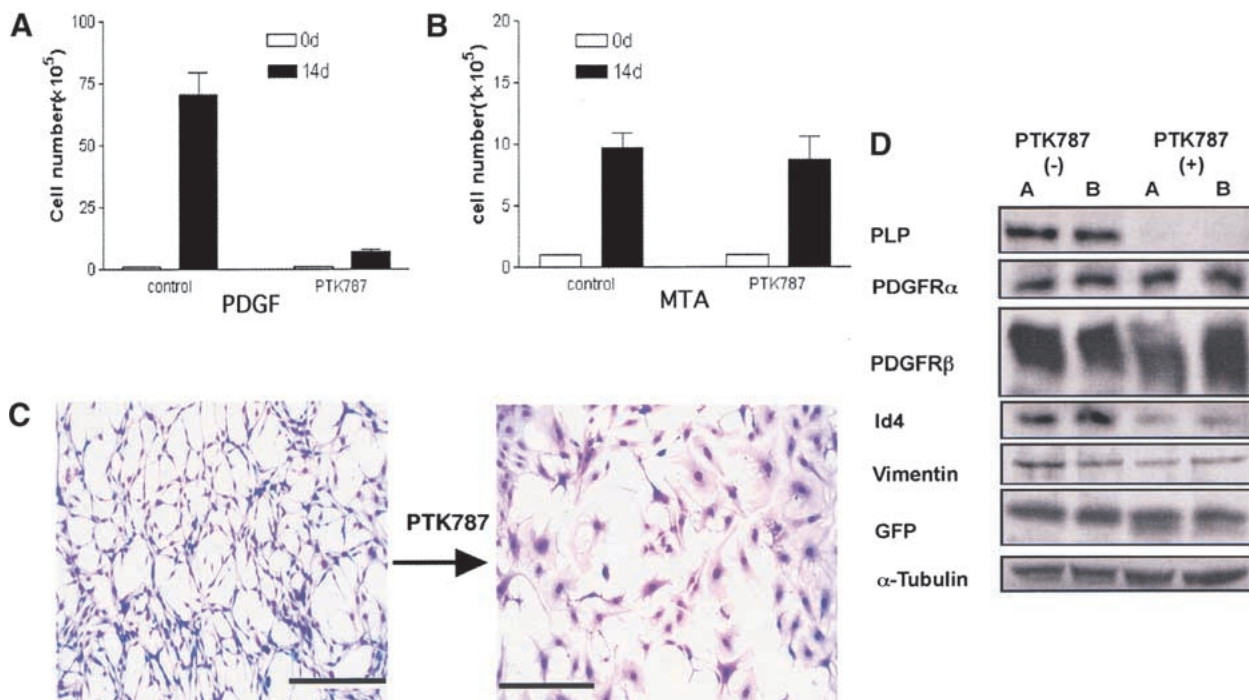 A
Cell number(×10⁵)
100
75
50
25
0
0d
14d
control
PTK787
PDGF
B
cell number(1×10⁵)
20
15
10
5
0
0d
14d
control
PTK787
MTA
C
PTK787
D
PTK787 PTK787
(-) (+)
A B A B
PLP
PDGFRα
PDGFRβ
Id4
Vimentin
GFP
α-Tubulin